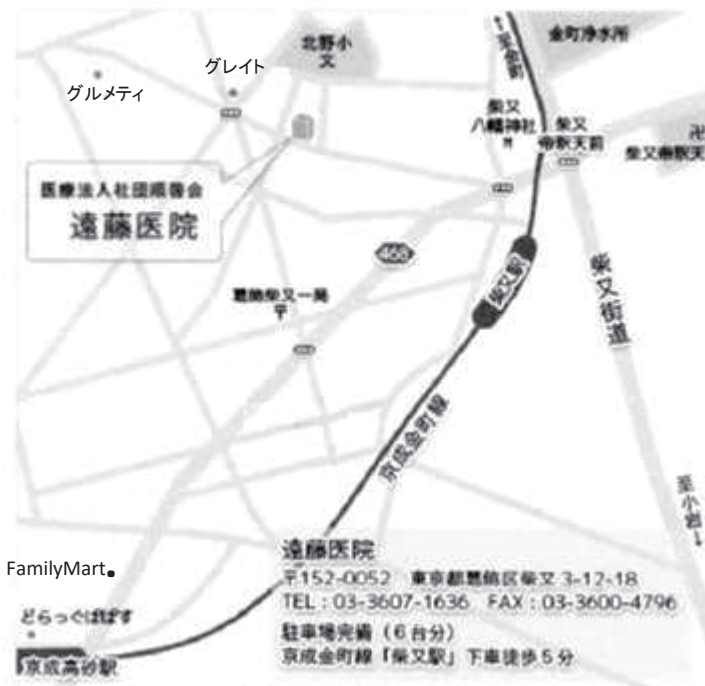 北野小
文
金町浄水所
グレイト
グルメティ
柴又
八幡神社
柴又
帝釈天前
卍
柴又帝釈天
医療法人社団順善会
遠藤医院
468
葛飾柴又一局
〒
柴又駅
柴又街道
京成金町線
至小岩→
FamilyMart
どらっぐぱぱす
京成高砂駅
遠藤医院
〒152-0052 東京都葛飾区柴又 3-12-18
TEL：03-3607-1636 FAX：03-3600-4796
駐車場完備（6台分）
京成金町線「柴又駅」下車徒歩5分